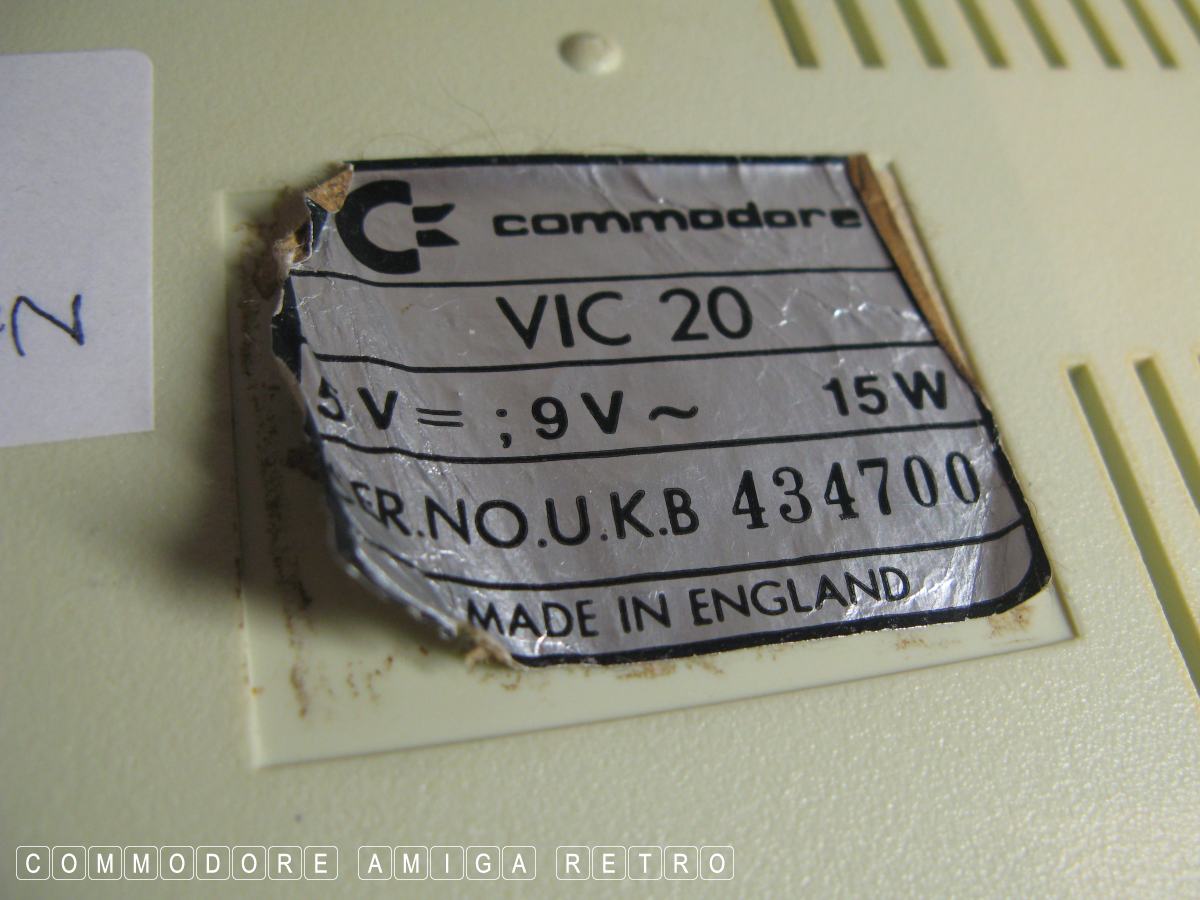 commodore
VIC 20
5V= ;9V~ 15W
ER.NO.U.K.B 434700
MADE IN ENGLAND
COMMODORE AMIGA RETRO